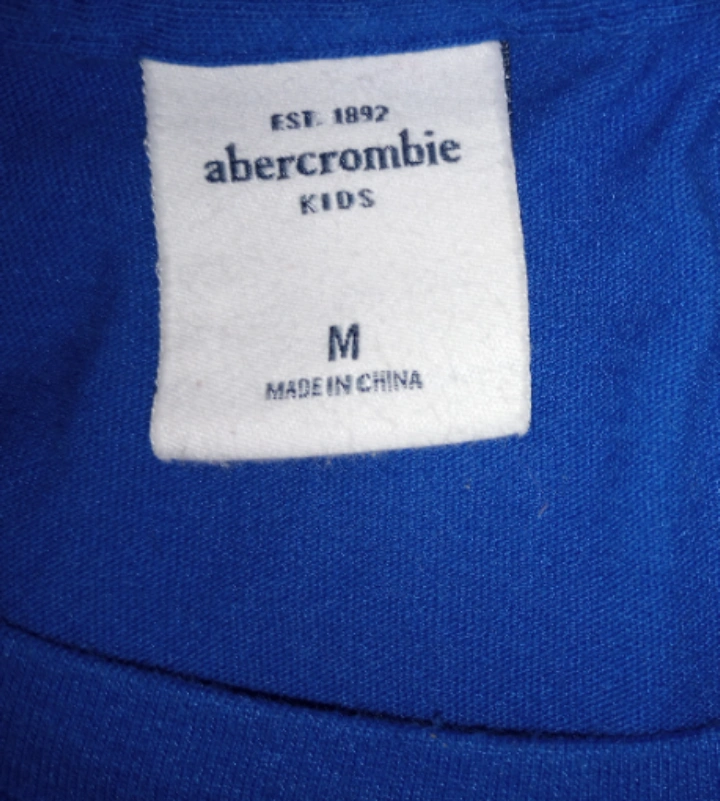 EST. 1892
abercrombie
KIDS
M
MADE IN CHINA